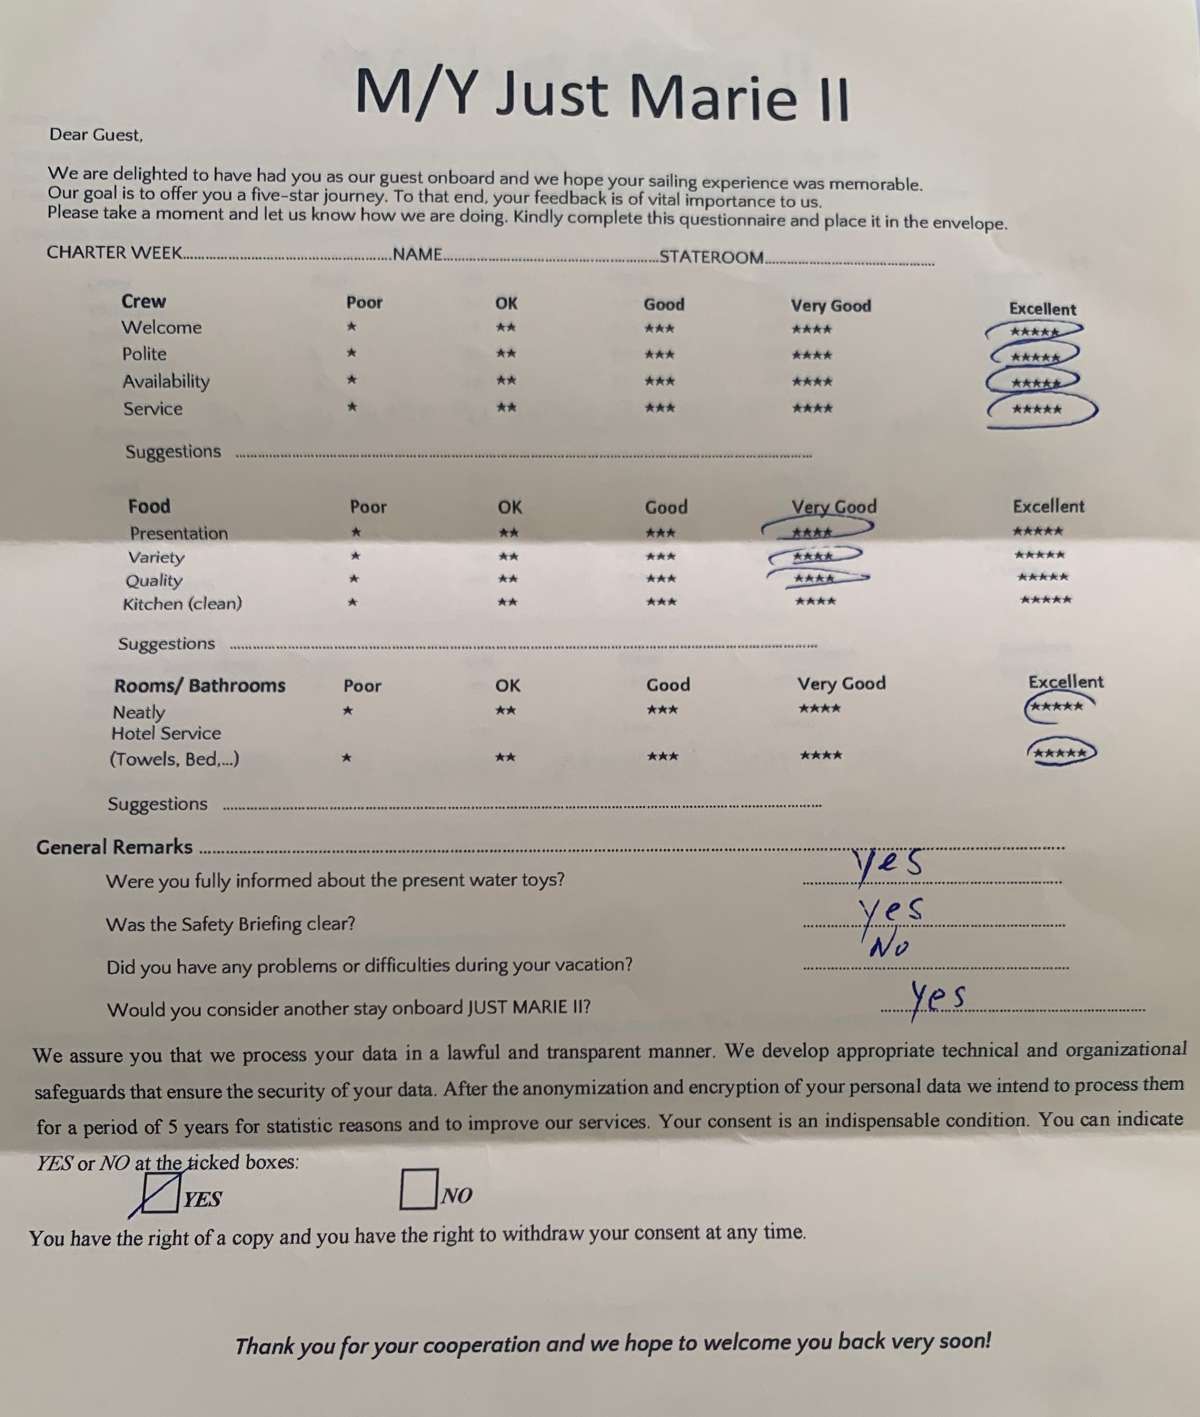 M/Y Just Marie II
Dear Guest,
We are delighted to have had you as our guest onboard and we hope your sailing experience was memorable.
Our goal is to offer you a five-star journey. To that end, your feedback is of vital importance to us.
Please take a moment and let us know how we are doing. Kindly complete this questionnaire and place it in the envelope.
CHARTER WEEK..........NAME..........STATEROOM..........
Crew Poor OK Good Very Good Excellent
Welcome ★ ★★ ★★★ ★★★★ ★★★★★
Polite ★ ★★ ★★★ ★★★★ ★★★★★
Availability ★ ★★ ★★★ ★★★★ ★★★★★
Service ★ ★★ ★★★ ★★★★ ★★★★★
Suggestions ..........
Food Poor OK Good Very Good Excellent
Presentation ★ ★★ ★★★ ★★★★ ★★★★★
Variety ★ ★★ ★★★ ★★★★ ★★★★★
Quality ★ ★★ ★★★ ★★★★ ★★★★★
Kitchen (clean) ★ ★★ ★★★ ★★★★ ★★★★★
Suggestions ..........
Rooms/ Bathrooms Poor OK Good Very Good Excellent
Neatly ★ ★★ ★★★ ★★★★ ★★★★★
Hotel Service
(Towels, Bed,...) ★ ★★ ★★★ ★★★★ ★★★★★
Suggestions ..........
General Remarks ..........
Were you fully informed about the present water toys? Yes
Was the Safety Briefing clear? Yes
Did you have any problems or difficulties during your vacation? No
Would you consider another stay onboard JUST MARIE II? Yes
We assure you that we process your data in a lawful and transparent manner. We develop appropriate technical and organizational
safeguards that ensure the security of your data. After the anonymization and encryption of your personal data we intend to process them
for a period of 5 years for statistic reasons and to improve our services. Your consent is an indispensable condition. You can indicate
YES or NO at the ticked boxes:
YES NO
You have the right of a copy and you have the right to withdraw your consent at any time.
Thank you for your cooperation and we hope to welcome you back very soon!